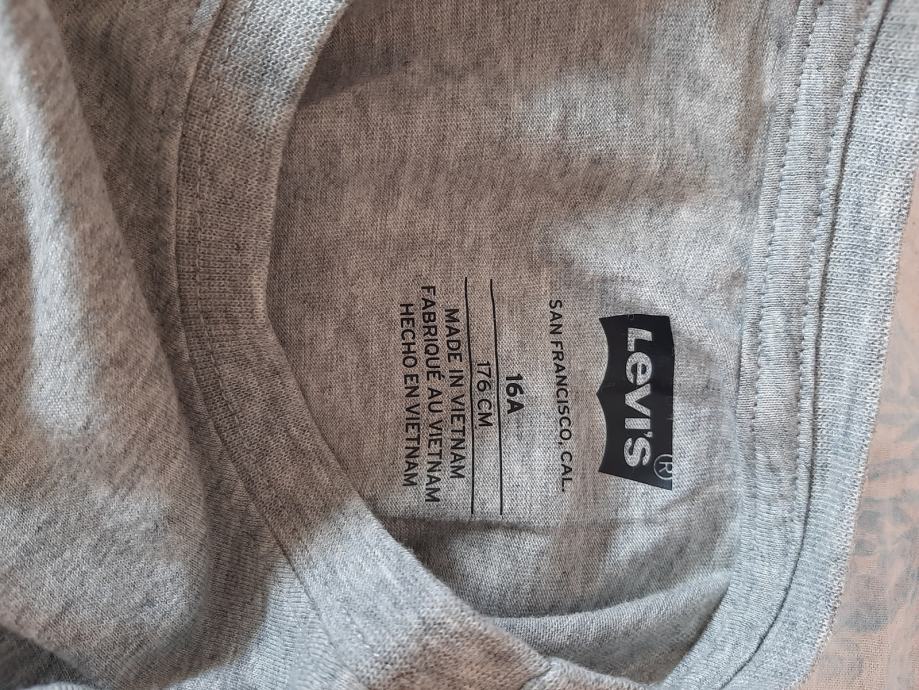 Levi's®
SAN FRANCISCO, CAL.
16A
176 CM
MADE IN VIETNAM
FABRIQUÉ AU VIETNAM
HECHO EN VIETNAM